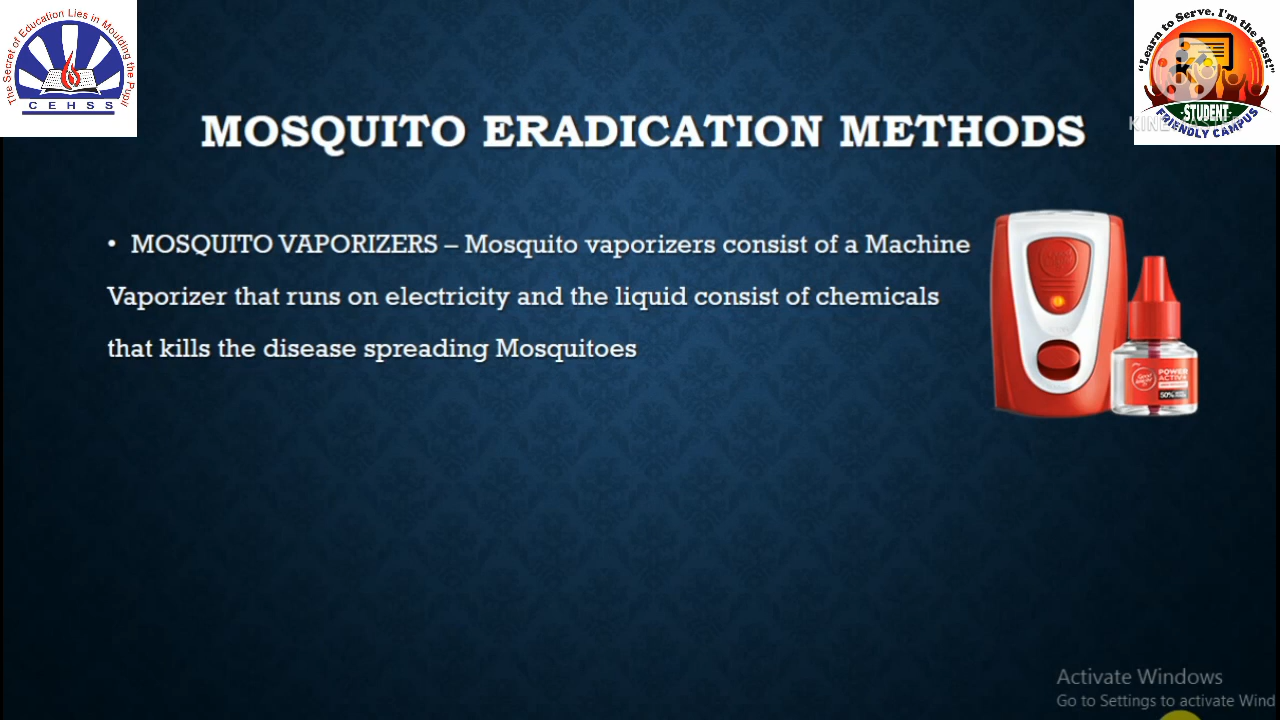 The Secret of Education Lies in Moulding the Pupil
C E H S S
"Learn to Serve, I'm the Best!"
STUDENT
FRIENDLY CAMPUS
MOSQUITO ERADICATION METHODS
• MOSQUITO VAPORIZERS – Mosquito vaporizers consist of a Machine
Vaporizer that runs on electricity and the liquid consist of chemicals
that kills the disease spreading Mosquitoes
POWER
ACTIV+
50%
Activate Windows
Go to Settings to activate Wind